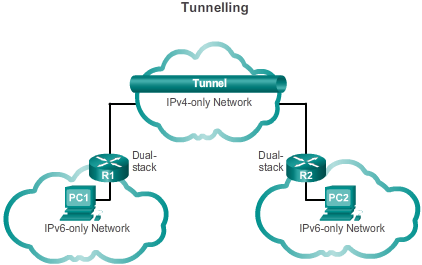 Tunnelling
Tunnel
IPv4-only Network
Dual-
stack
R1
PC1
IPv6-only Network
Dual-
stack
R2
PC2
IPv6-only Network